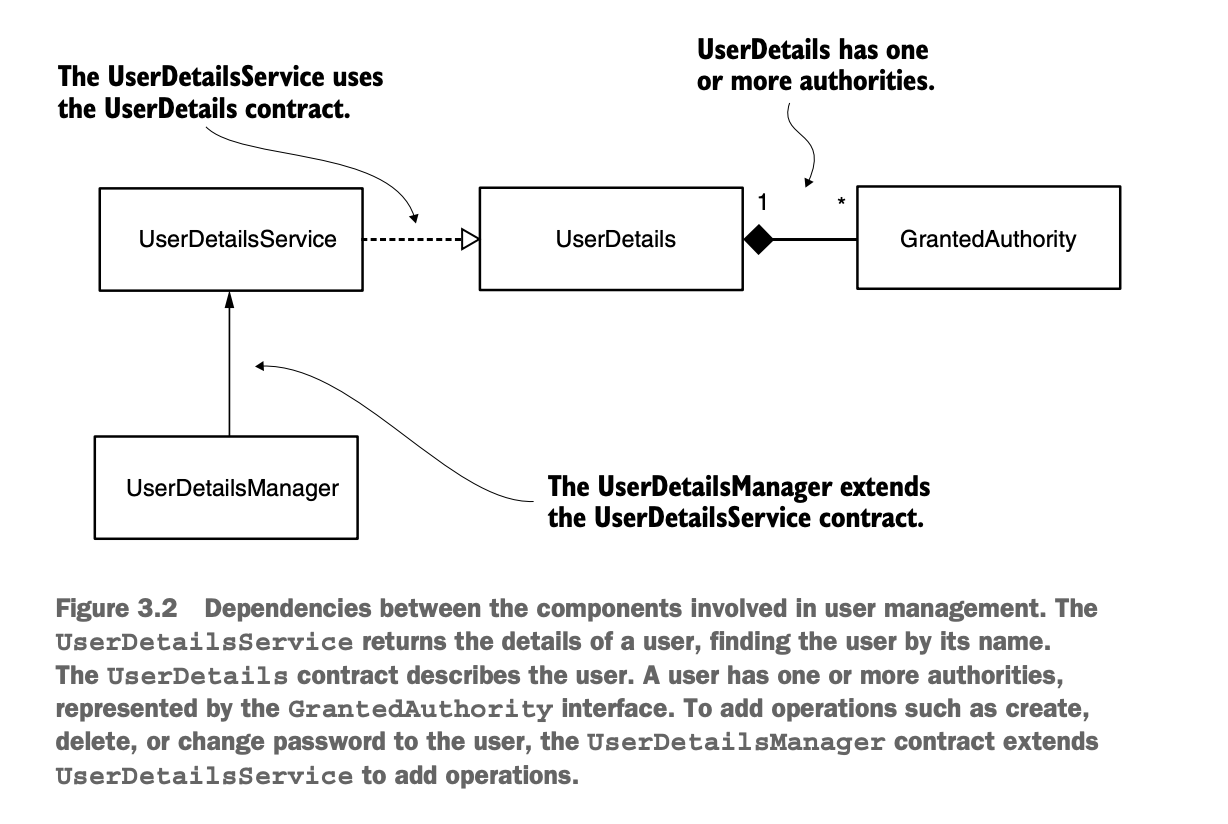 The UserDetailsService uses
the UserDetails contract.
UserDetails has one
or more authorities.
UserDetailsService
UserDetails
1
*
GrantedAuthority
UserDetailsManager
The UserDetailsManager extends
the UserDetailsService contract.
Figure 3.2 Dependencies between the components involved in user management. The
UserDetailsService returns the details of a user, finding the user by its name.
The UserDetails contract describes the user. A user has one or more authorities,
represented by the GrantedAuthority interface. To add operations such as create,
delete, or change password to the user, the UserDetailsManager contract extends
UserDetailsService to add operations.